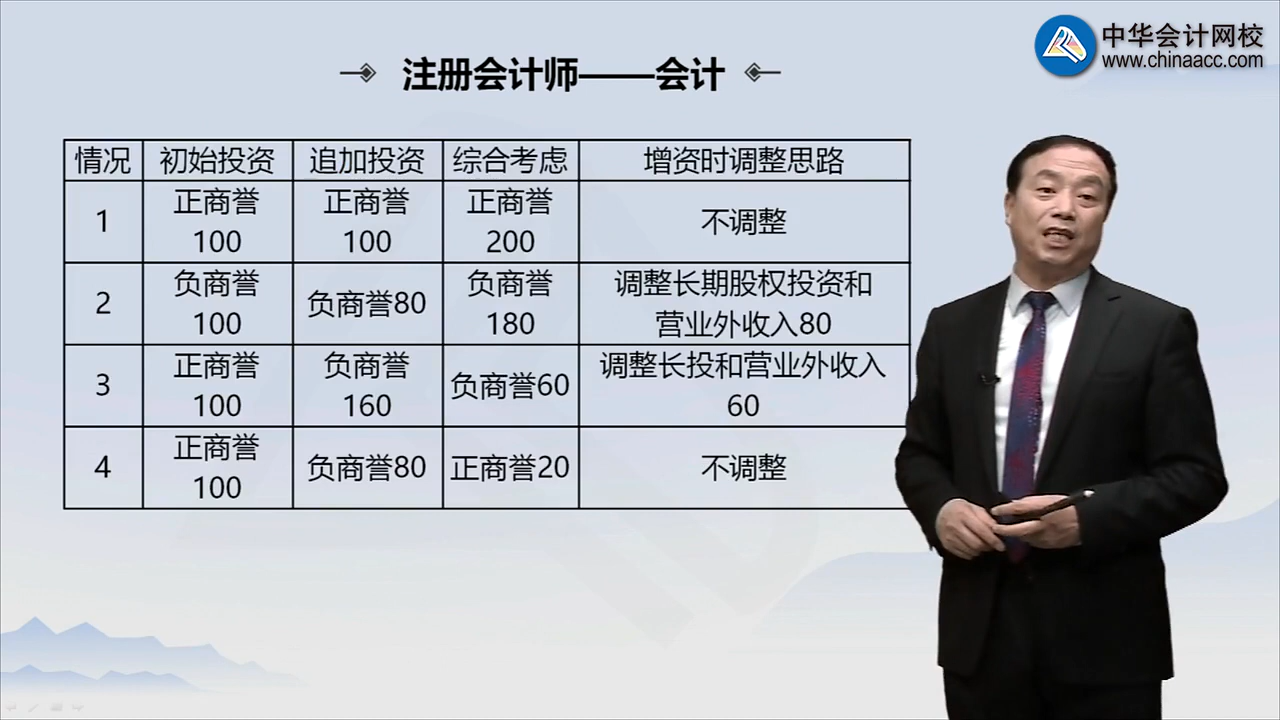 中华会计网校
www.chinaacc.com
注册会计师——会计
情况 初始投资 追加投资 综合考虑 增资时调整思路
1 正商誉 100 正商誉 100 正商誉 200 不调整
2 负商誉 100 负商誉80 负商誉 180 调整长期股权投资和 营业外收入80
3 正商誉 100 负商誉 160 负商誉60 调整长投和营业外收入 60
4 正商誉 100 负商誉80 正商誉20 不调整